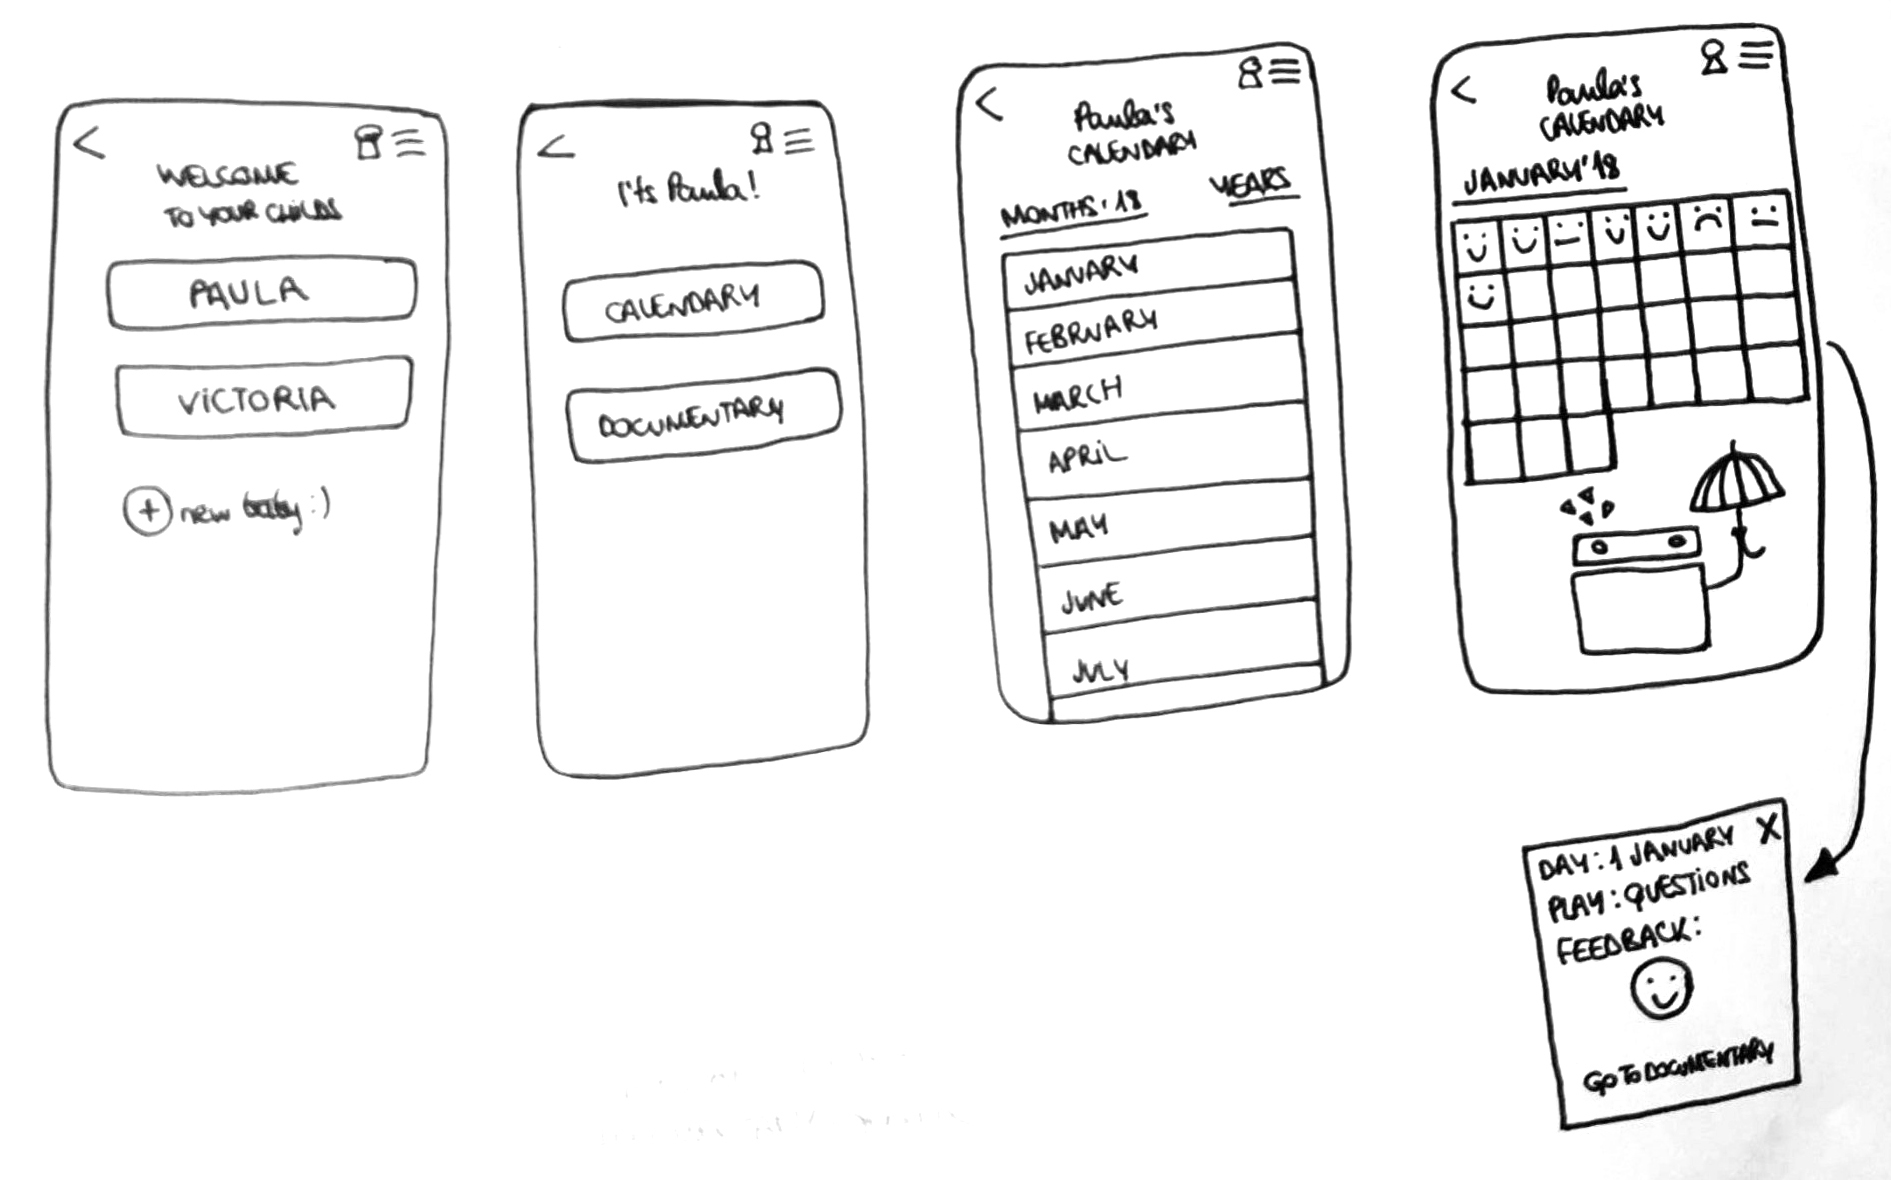 WELCOME
TO YOUR CHILDS
PAULA
VICTORIA
+ new baby :)
It's Paula!
CALENDARY
DOCUMENTARY
Paula's
CALENDARY
MONTHS'18 YEARS
JANUARY
FEBRUARY
MARCH
APRIL
MAY
JUNE
JULY
Paula's
CALENDARY
JANUARY'18
DAY: 1 JANUARY X
PLAY: QUESTIONS
FEEDBACK:
GO TO DOCUMENTARY